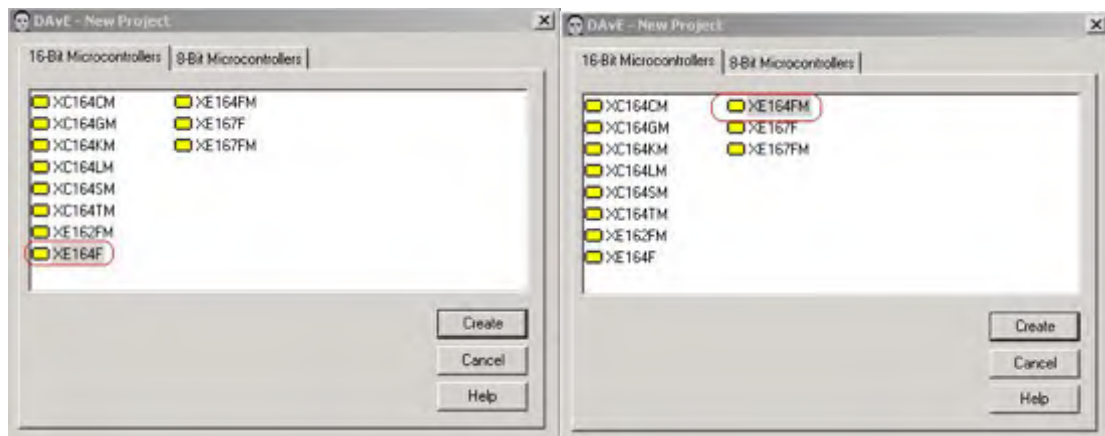 DAvE - New Project
16-Bit Microcontrollers 8-Bit Microcontrollers
XC164CM XE164FM
XC164GM XE167F
XC164KM XE167FM
XC164LM
XC164SM
XC164TM
XE162FM
XE164F
Create
Cancel
Help
DAvE - New Project
16-Bit Microcontrollers 8-Bit Microcontrollers
XC164CM XE164FM
XC164GM XE167F
XC164KM XE167FM
XC164LM
XC164SM
XC164TM
XE162FM
XE164F
Create
Cancel
Help